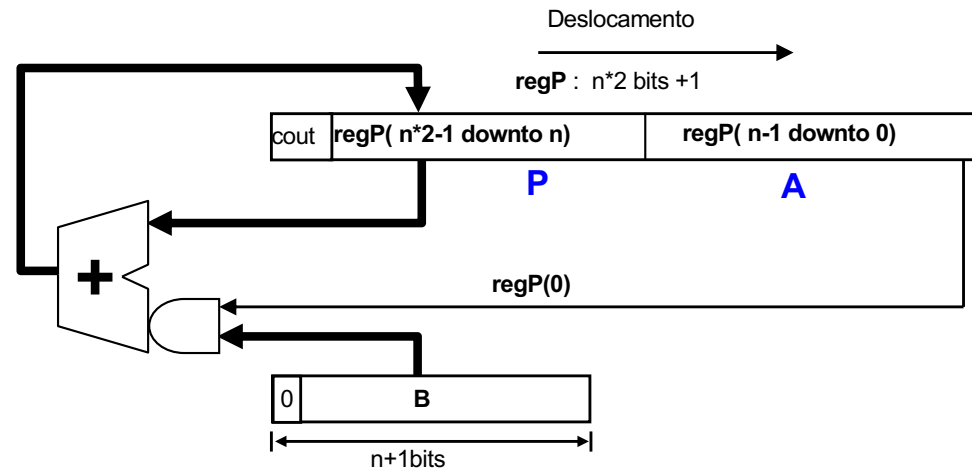 Deslocamento
regP : n*2 bits +1
cout regP( n*2-1 downto n) regP( n-1 downto 0)
P A
+
regP(0)
0 B
n+1bits